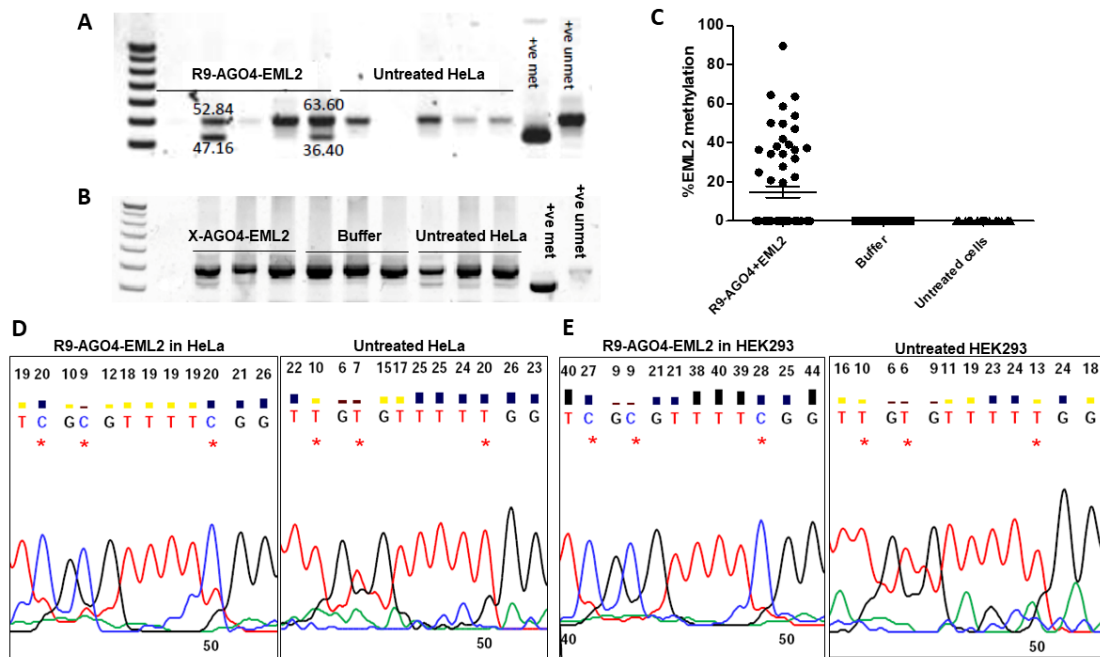 A
R9-AGO4-EML2 Untreated HeLa +ve met +ve unmet
52.84 63.60
47.16 36.40
B
X-AGO4-EML2 Buffer Untreated HeLa +ve met +ve unmet
C
%EML2 methylation
100
80
60
40
20
0
R9-AGO4+EML2 Buffer Untreated cells
D
R9-AGO4-EML2 in HeLa
19 20 10 9 12 18 19 19 19 20 21 26
T C G C G T T T T C G G
* * *
50
Untreated HeLa
22 10 6 7 15 17 25 25 24 20 26 23
T T G T G T T T T T G G
* * *
50
E
R9-AGO4-EML2 in HEK293
40 27 9 9 21 21 38 40 39 28 25 44
T C G C G T T T T C G G
* * *
40 50
Untreated HEK293
16 10 6 6 9 11 19 23 24 13 24 18
T T G T G T T T T T G G
* * *
50